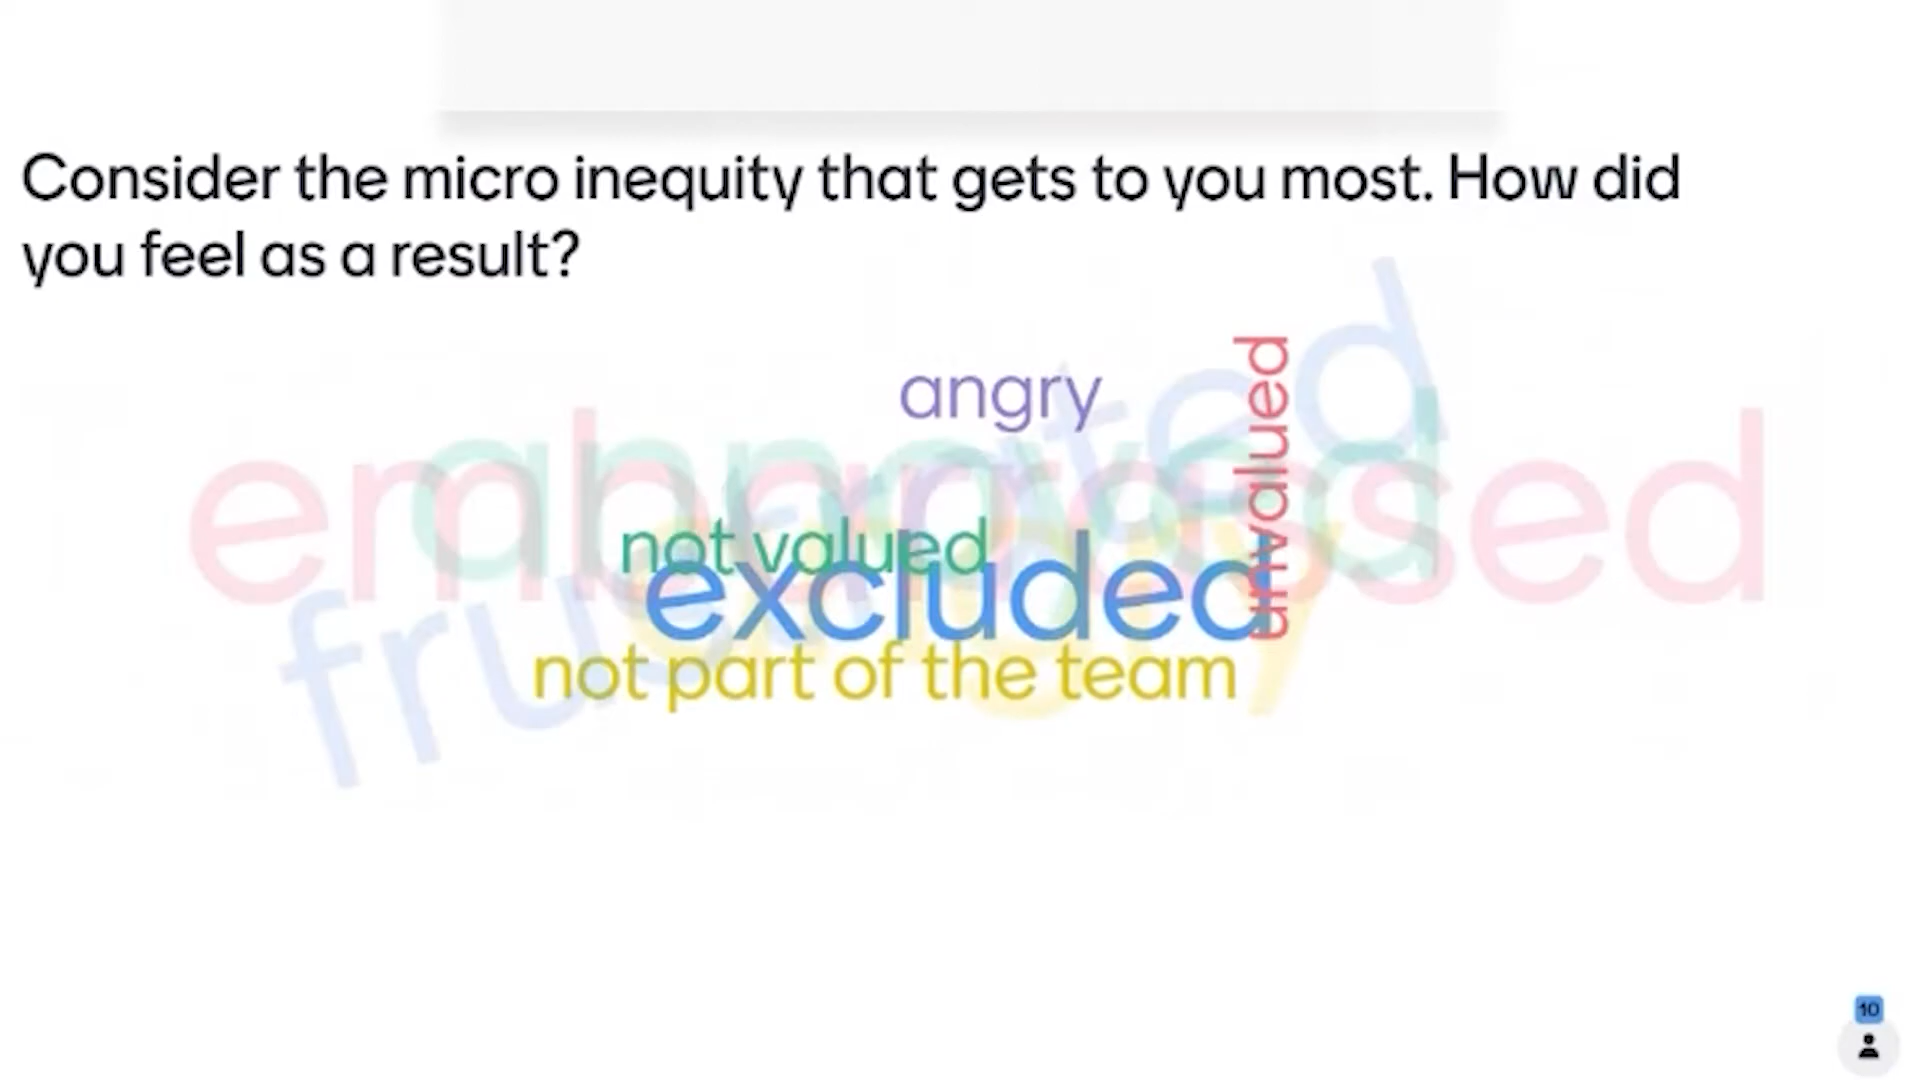 Consider the micro inequity that gets to you most. How did
you feel as a result?
angry
unvalued
embarrassed
annoyed
frustrated
not valued
excluded
not part of the team
10